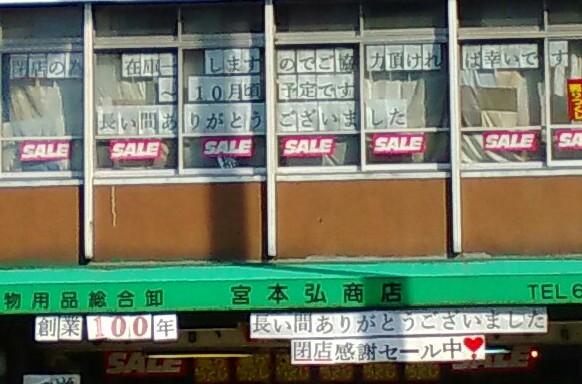 閉店の為 在庫一 しますのでご協力頂ければ幸いです
～10月頃予定です
長い間ありがとうございました
SALE SALE SALE SALE SALE SALE SA
物用品総合卸 宮本弘商店 TEL6
創業100年 長い間ありがとうございました
閉店感謝セール中❤
SALE